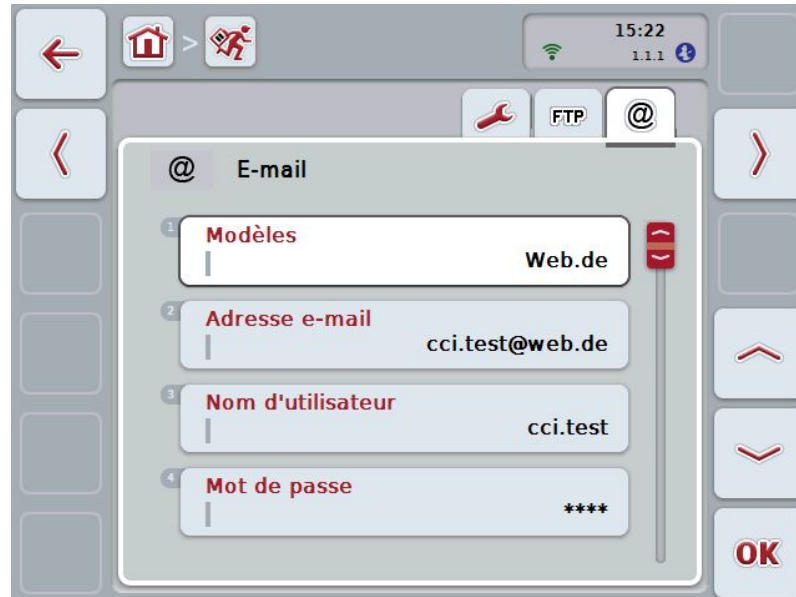 >
15:22
1.1.1
FTP
@
@ E-mail
1
Modèles
Web.de
2
Adresse e-mail
cci.test@web.de
3
Nom d'utilisateur
cci.test
4
Mot de passe
****
OK